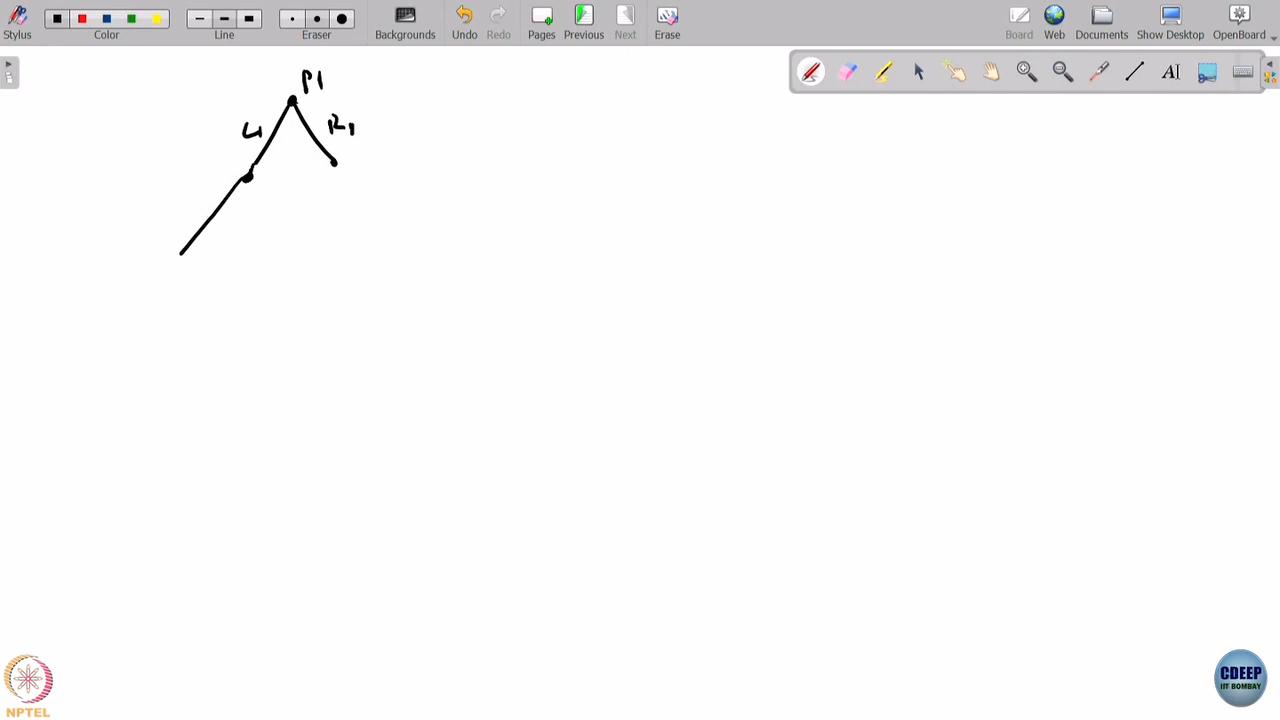 Stylus
Color
Line
Eraser
Backgrounds
Undo
Redo
Pages
Previous
Next
Erase
Board
Web
Documents
Show Desktop
OpenBoard
AI
P1
L1
R1
NPTEL
CDEEP
IIT BOMBAY